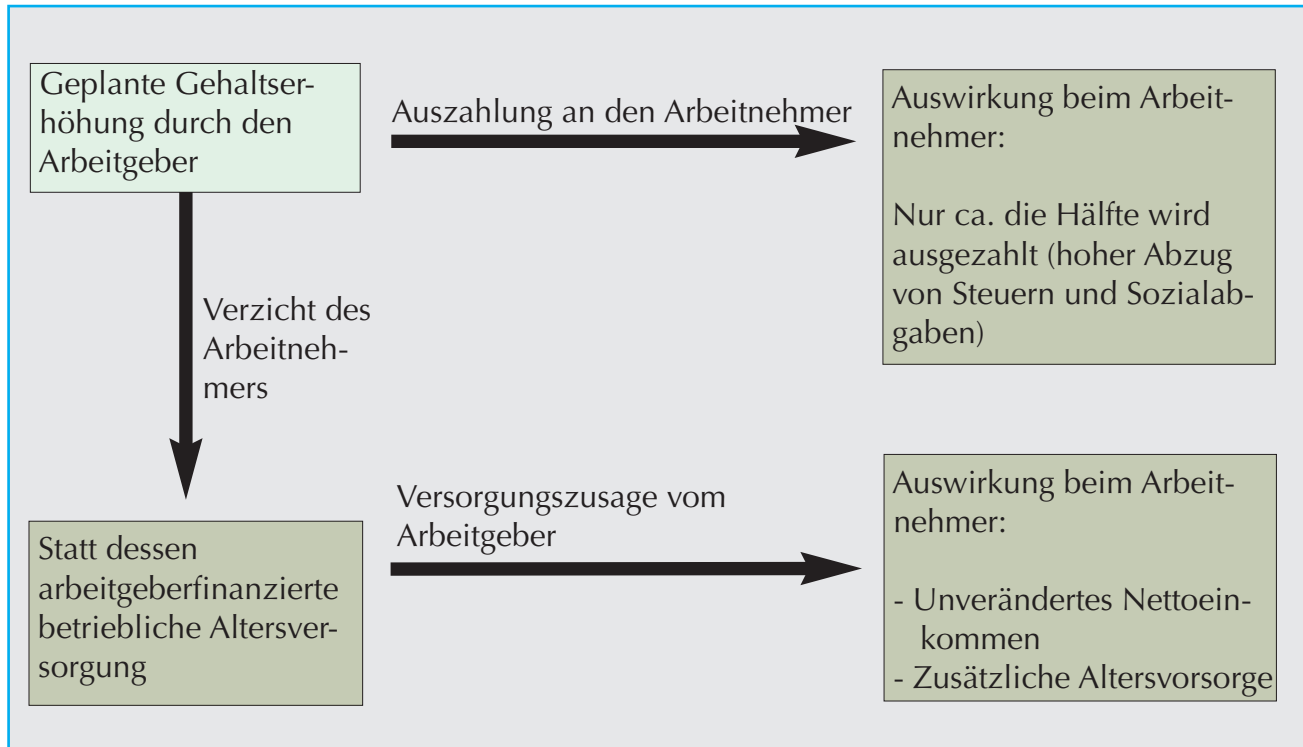 Geplante Gehaltser-
höhung durch den
Arbeitgeber
Auszahlung an den Arbeitnehmer
Auswirkung beim Arbeit-
nehmer:
Nur ca. die Hälfte wird
ausgezahlt (hoher Abzug
von Steuern und Sozialab-
gaben)
Verzicht des
Arbeitneh-
mers
Statt dessen
arbeitgeberfinanzierte
betriebliche Altersver-
sorgung
Versorgungszusage vom
Arbeitgeber
Auswirkung beim Arbeit-
nehmer:
- Unverändertes Nettoein-
kommen
- Zusätzliche Altersvorsorge